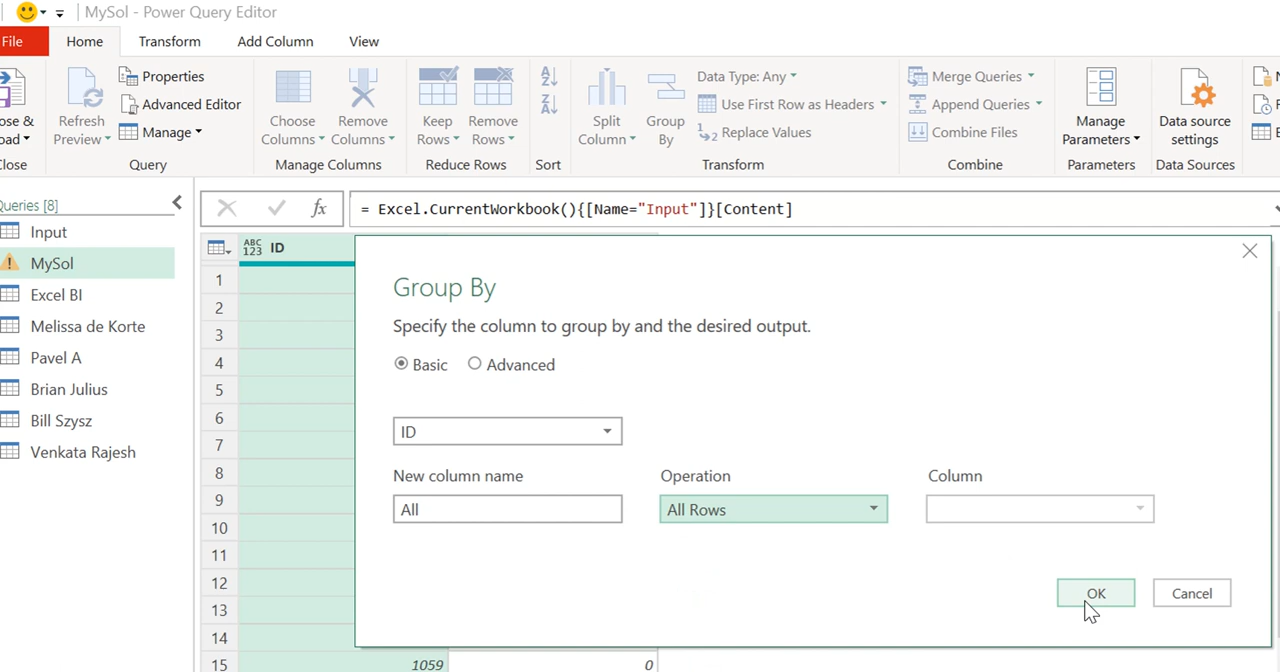 MySol - Power Query Editor
File Home Transform Add Column View
Properties
Advanced Editor
Manage
Refresh
Preview
Query
Choose
Columns
Remove
Columns
Manage Columns
Keep
Rows
Remove
Rows
Reduce Rows
A
Z
Z
A
Sort
Split
Column
Group
By
Data Type: Any
Use First Row as Headers
1
2
Replace Values
Transform
Merge Queries
Append Queries
Combine Files
Combine
Manage
Parameters
Parameters
Data source
settings
Data Sources
ose &
oad
Close
Queries [8]
Input
MySol
Excel BI
Melissa de Korte
Pavel A
Brian Julius
Bill Szysz
Venkata Rajesh
fx = Excel.CurrentWorkbook(){[Name="Input"]}[Content]
ABC
123
ID
1
2
3
4
5
6
7
8
9
10
11
12
13
14
15 1059 0
Group By
Specify the column to group by and the desired output.
Basic Advanced
ID
New column name Operation Column
All All Rows
OK Cancel